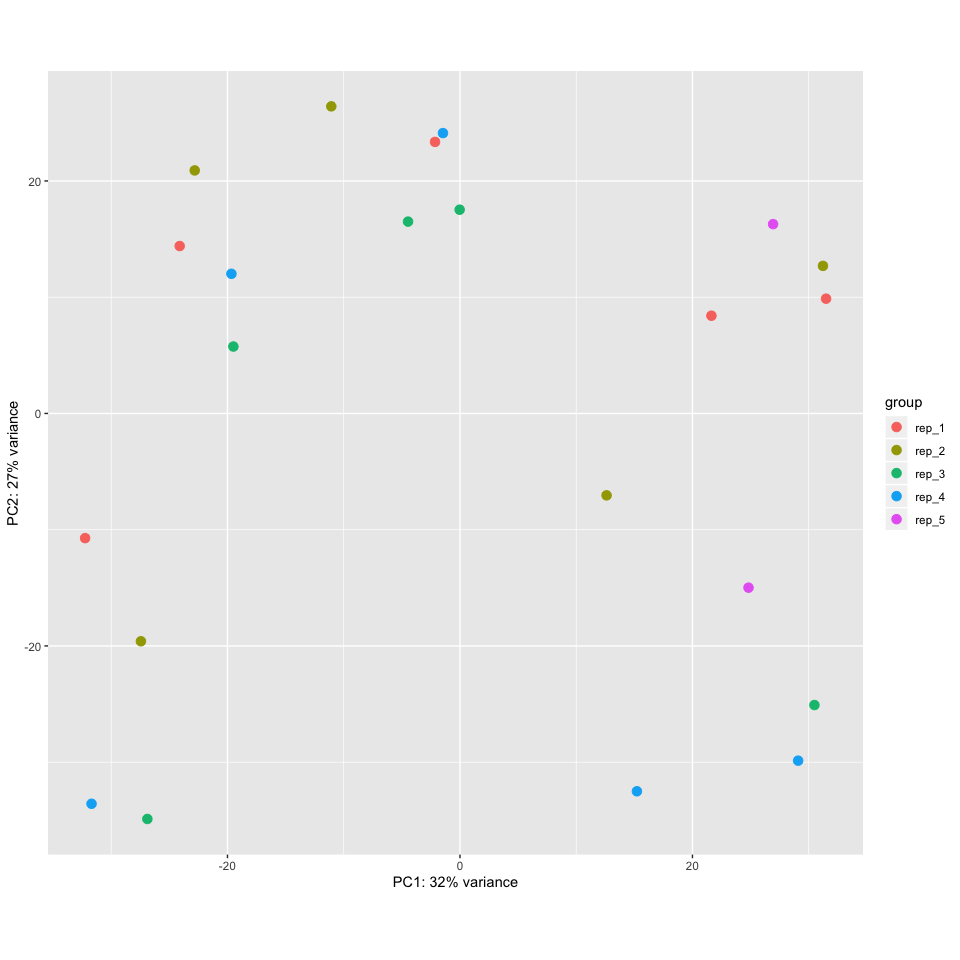 20
0
-20
PC2: 27% variance
-20
0
20
PC1: 32% variance
group
rep_1
rep_2
rep_3
rep_4
rep_5